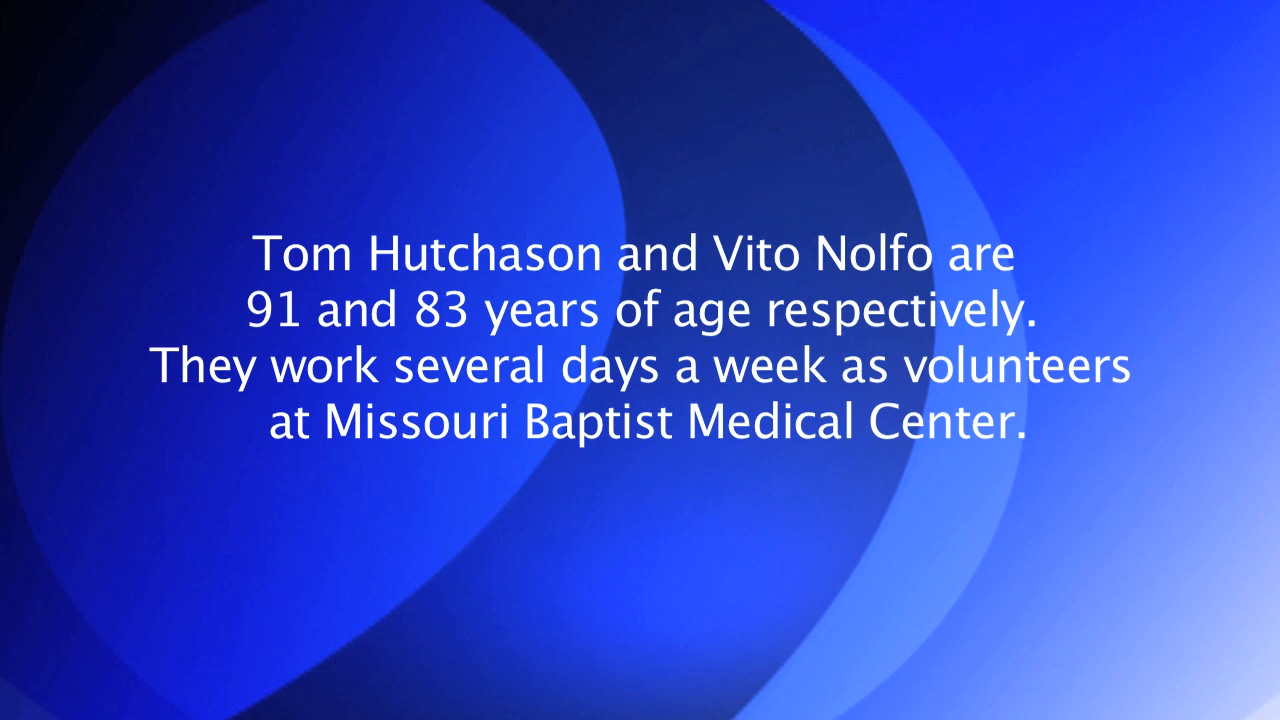 Tom Hutchason and Vito Nolfo are
91 and 83 years of age respectively.
They work several days a week as volunteers
at Missouri Baptist Medical Center.